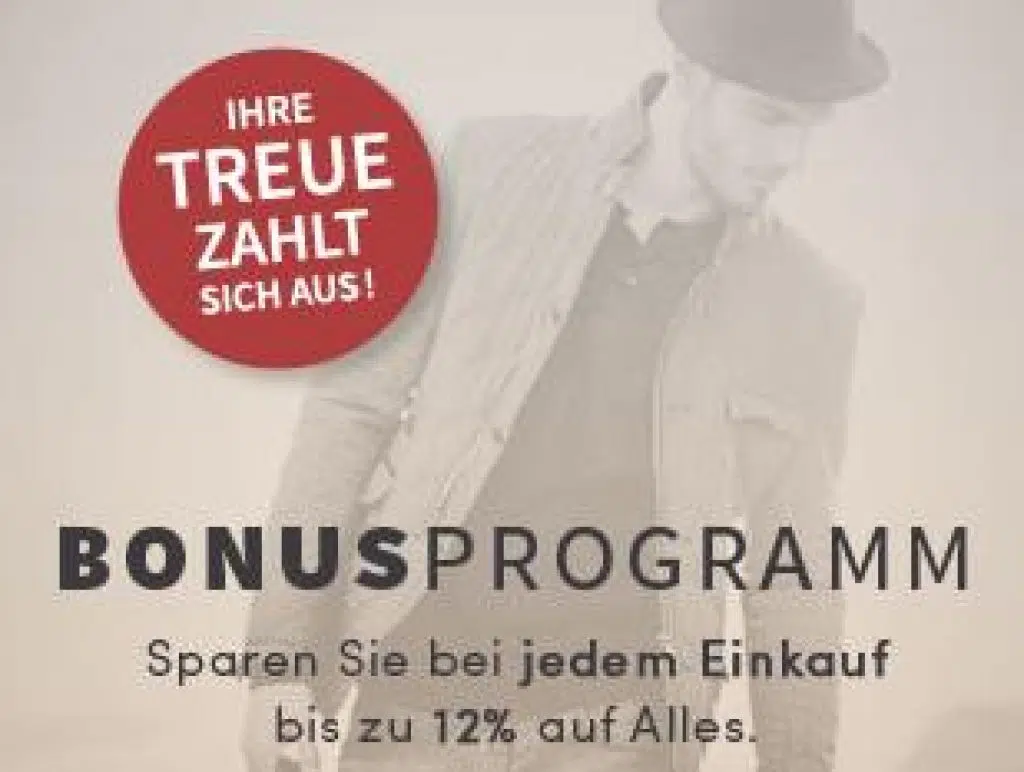 IHRE
TREUE
ZAHLT
SICH AUS!
BONUSPROGRAMM
Sparen Sie bei jedem Einkauf
bis zu 12% auf Alles.